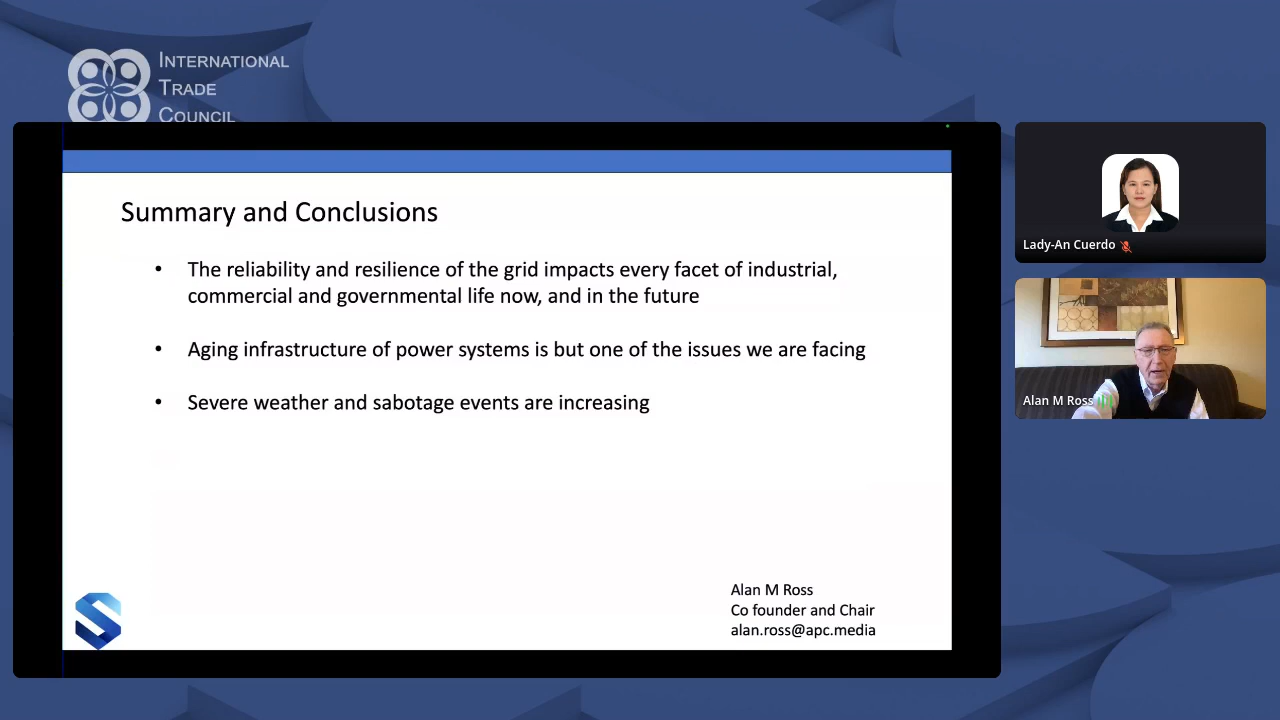 INTERNATIONAL
TRADE
COUNCIL
Summary and Conclusions
• The reliability and resilience of the grid impacts every facet of industrial,
commercial and governmental life now, and in the future
• Aging infrastructure of power systems is but one of the issues we are facing
• Severe weather and sabotage events are increasing
Alan M Ross
Co founder and Chair
alan.ross@apc.media
Lady-An Cuerdo
Alan M Ross